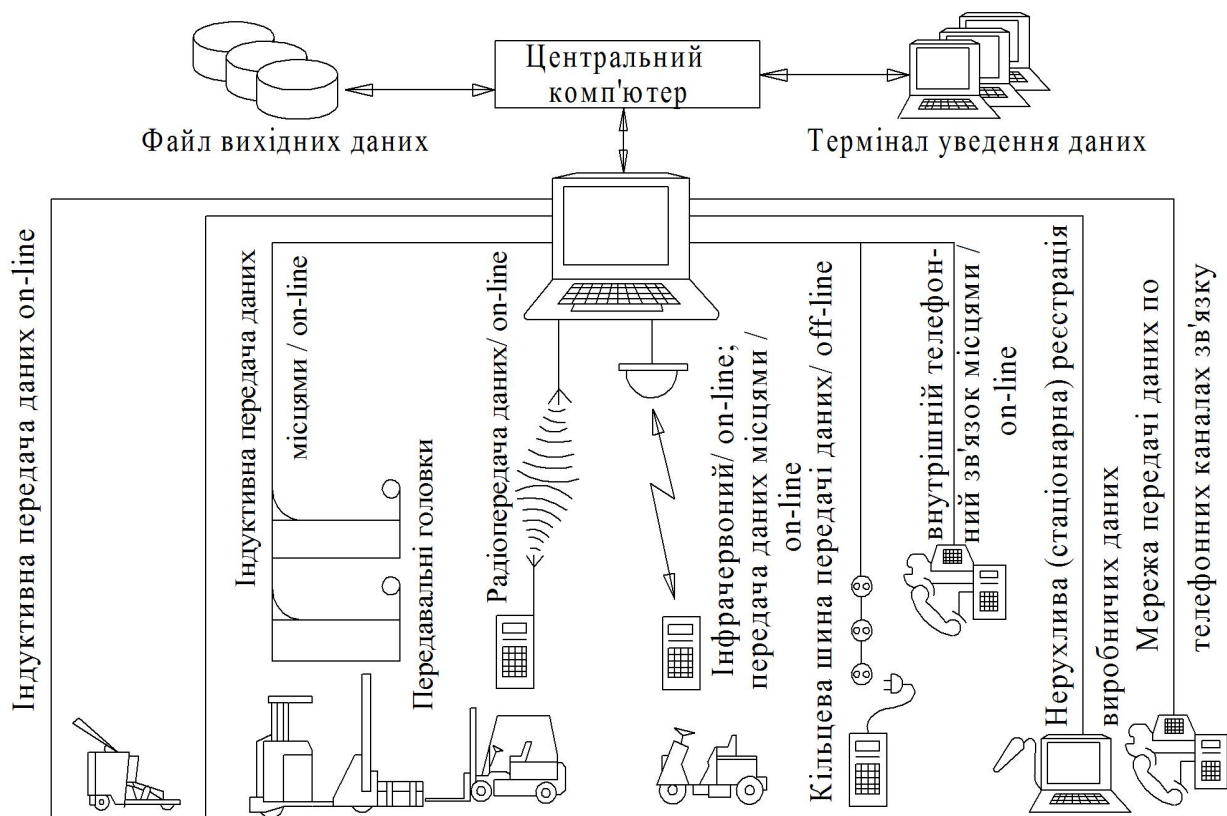 Центральний
комп'ютер
Файл вихідних даних
Термінал уведення даних
Індуктивна передача даних on-line
Індуктивна передача даних
місцями / on-line
Передавальні головки
Радіопередача даних/ on-line
Інфрачервоний/ on-line;
передача даних місцями /
on-line
Кільцева шина передачі даних/ off-line
внутрішній телефон-
ний зв'язок місцями /
on-line
Нерухлива (стаціонарна) реєстрація
виробничих даних
Мережа передачі даних по
телефонних каналах зв'язку